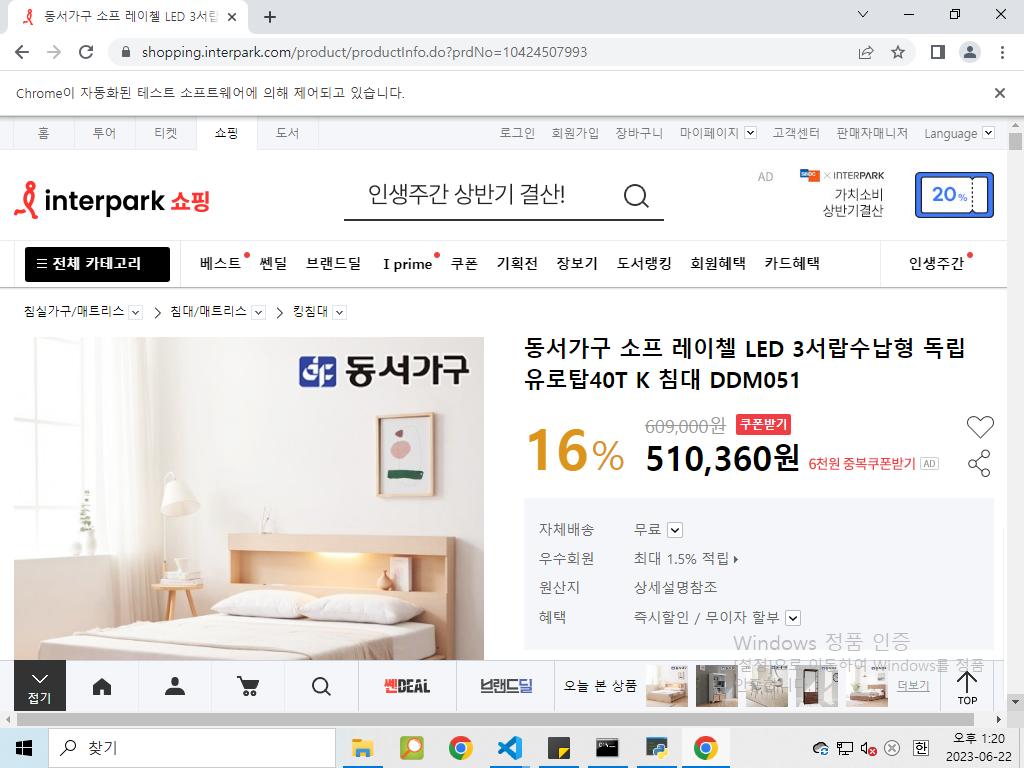 동서가구 소프 레이첼 LED 3서랍
shopping.interpark.com/product/productInfo.do?prdNo=10424507993
Chrome이 자동화된 테스트 소프트웨어에 의해 제어되고 있습니다.
홈 투어 티켓 쇼핑 도서 로그인 회원가입 장바구니 마이페이지 고객센터 판매자매니저 Language
interpark 쇼핑
인생주간 상반기 결산!
AD
× INTERPARK
가치소비
상반기결산
20%
전체 카테고리 베스트 쎈딜 브랜드딜 I prime 쿠폰 기획전 장보기 도서랭킹 회원혜택 카드혜택 인생주간
침실가구/매트리스 침대/매트리스 킹침대
동서가구
동서가구 소프 레이첼 LED 3서랍수납형 독립
유로탑40T K 침대 DDM051
16%
609,000원 쿠폰받기
510,360원 6천원 중복쿠폰받기 AD
자체배송 무료
우수회원 최대 1.5% 적립
원산지 상세설명참조
혜택 즉시할인 / 무이자 할부
Windows 정품 인증
[설정]으로 이동하여 Windows를 정품
접기
쎈DEAL
브랜드딜
오늘 본 상품
더보기
TOP
찾기
한
오후 1:20
2023-06-22